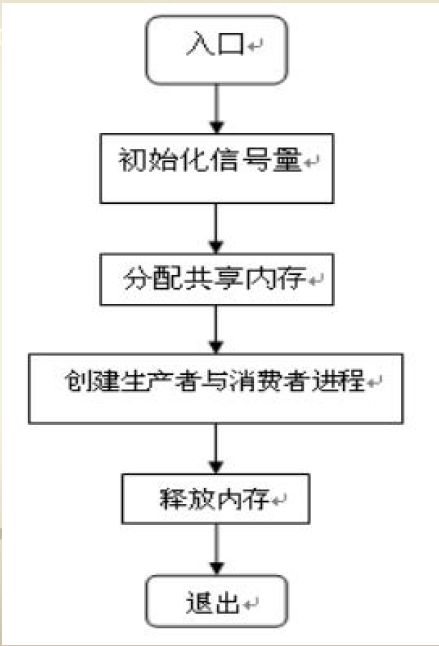 入口
初始化信号量
分配共享内存
创建生产者与消费者进程
释放内存
退出